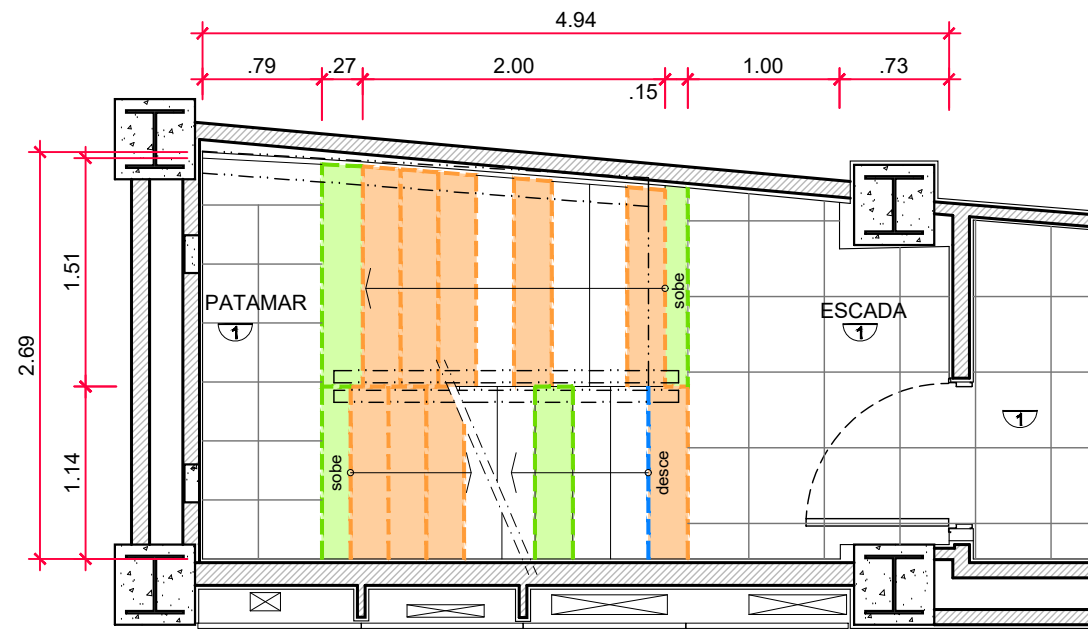 4.94
.79 .27 2.00 .15 1.00 .73
2.69
1.51
1.14
PATAMAR
1
sobe
ESCADA
1
1
sobe
desce